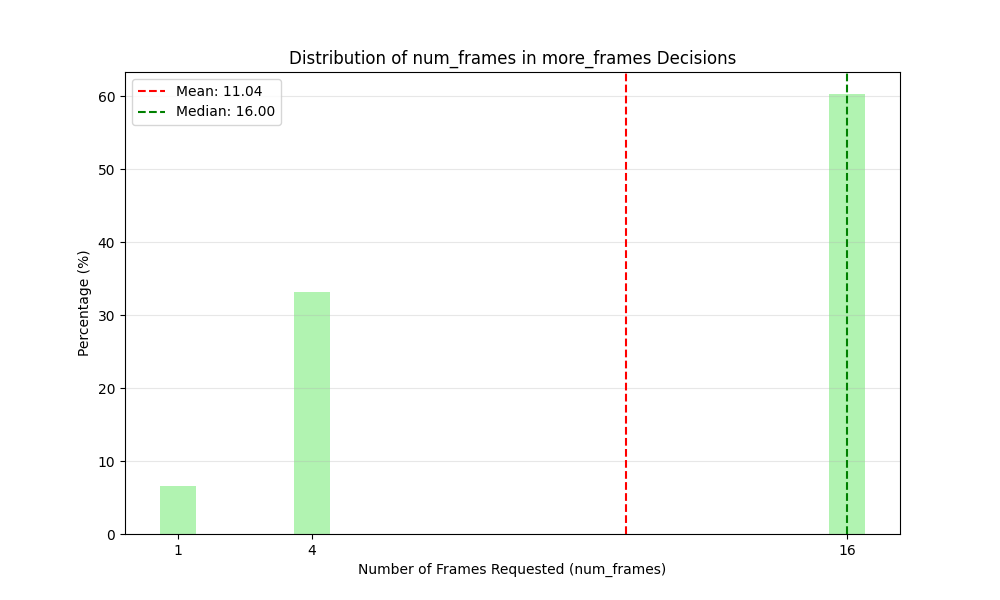 Distribution of num_frames in more_frames Decisions
Mean: 11.04
Median: 16.00
Percentage (%)
60
50
40
30
20
10
0
1 4 16
Number of Frames Requested (num_frames)